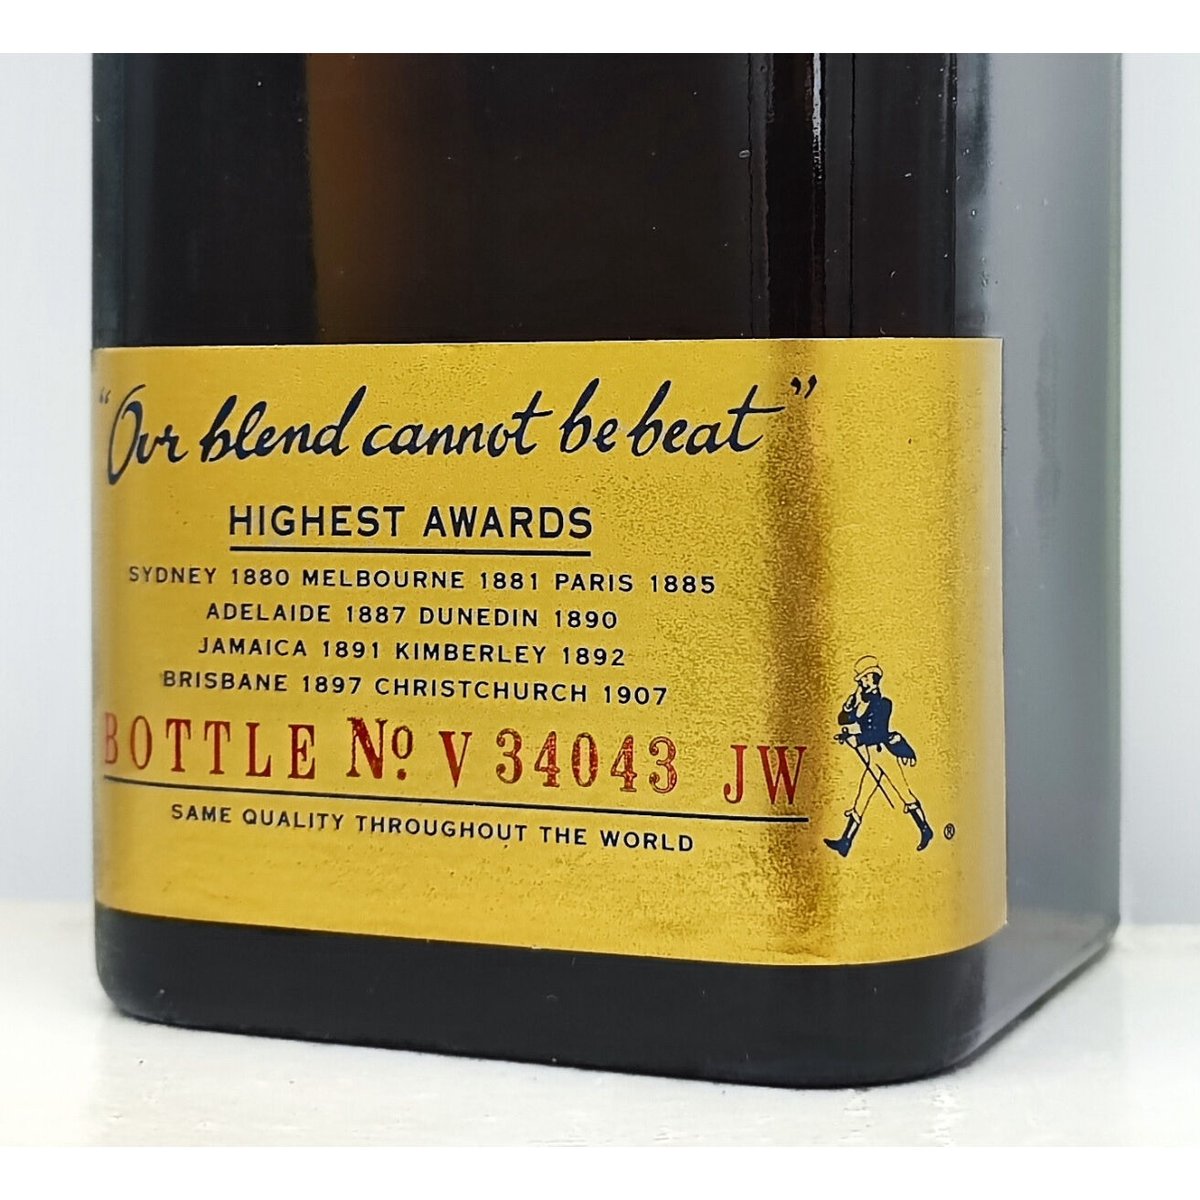 "Our blend cannot be beat"
HIGHEST AWARDS
SYDNEY 1880 MELBOURNE 1881 PARIS 1885
ADELAIDE 1887 DUNEDIN 1890
JAMAICA 1891 KIMBERLEY 1892
BRISBANE 1897 CHRISTCHURCH 1907
BOTTLE No. V 34043 JW
SAME QUALITY THROUGHOUT THE WORLD
®